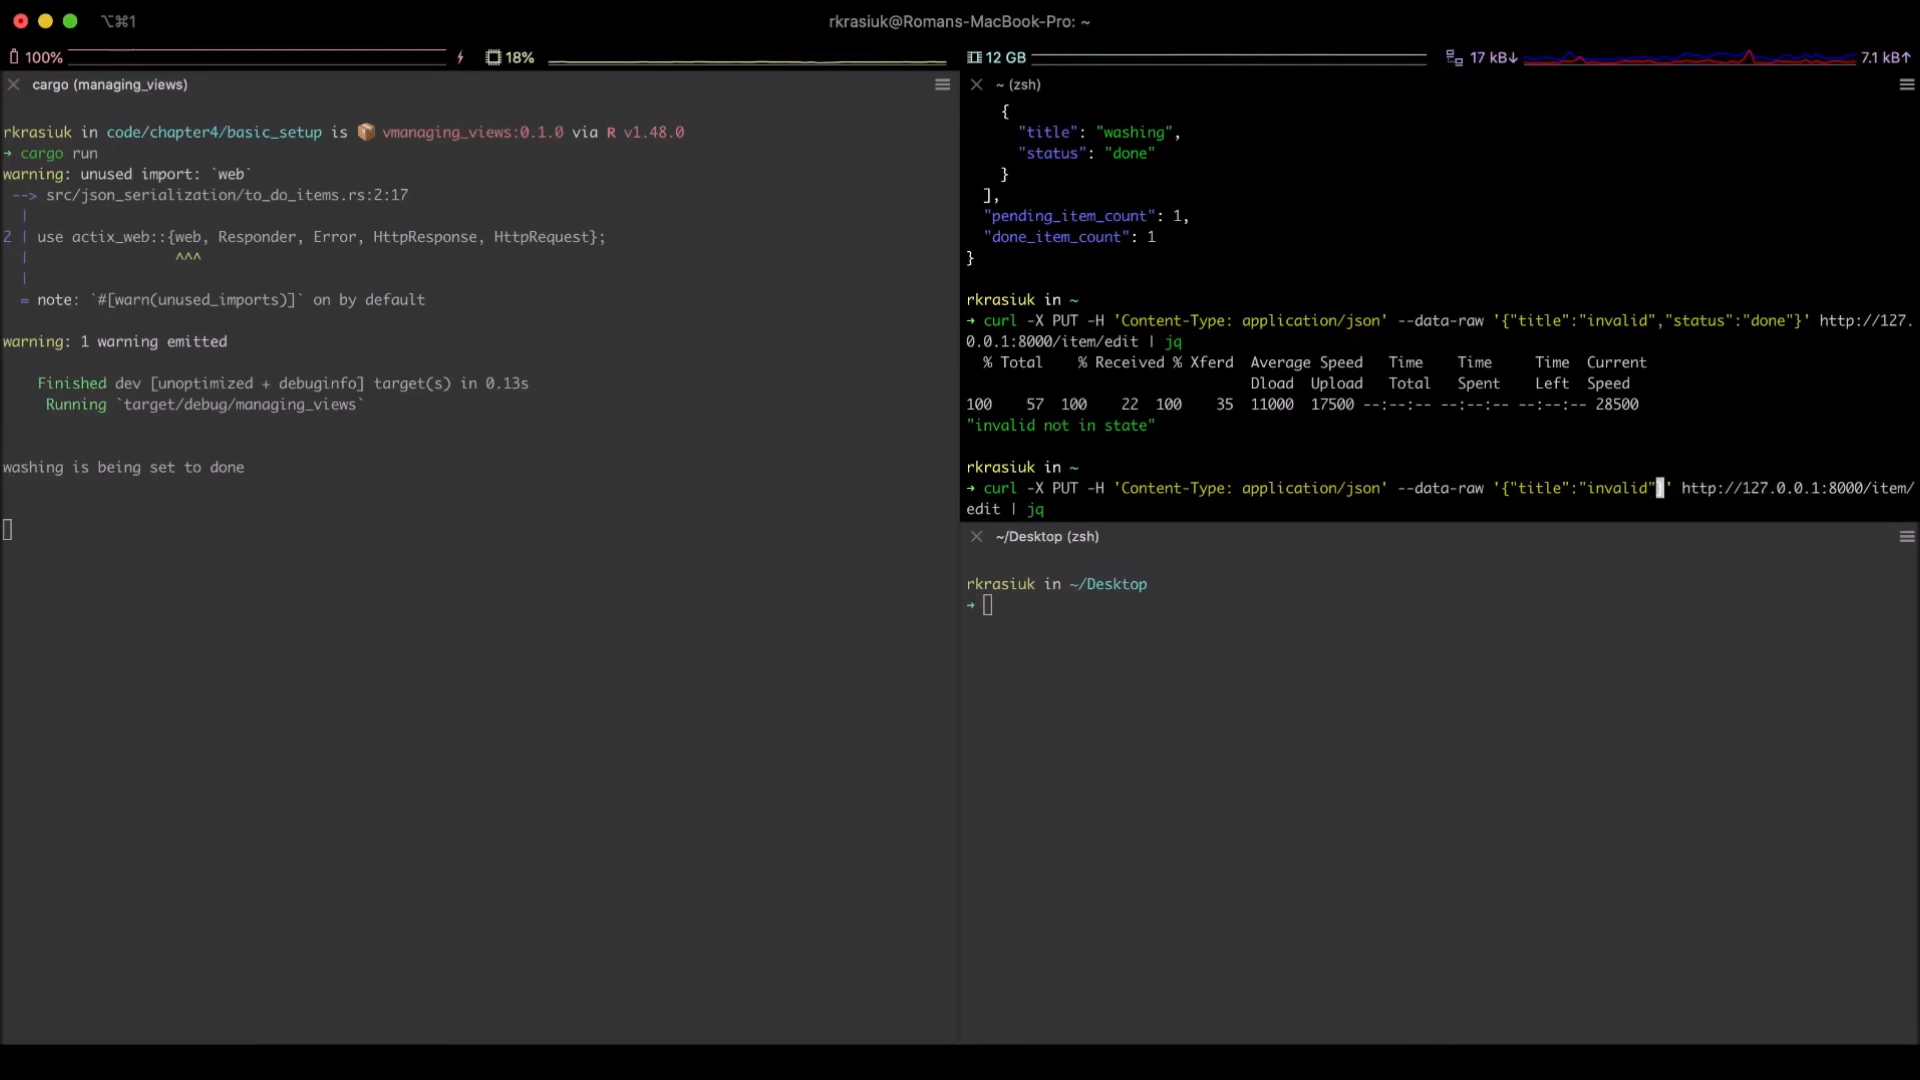 ⌥⌘1
rkrasiuk@Romans-MacBook-Pro: ~
100%
18%
12 GB
17 kB↓
7.1 kB↑
cargo (managing_views)
rkrasiuk in code/chapter4/basic_setup is 📦 vmanaging_views:0.1.0 via R v1.48.0
➜ cargo run
warning: unused import: `web`
--> src/json_serialization/to_do_items.rs:2:17
|
2 | use actix_web::{web, Responder, Error, HttpResponse, HttpRequest};
| ^^^
|
= note: `#[warn(unused_imports)]` on by default
warning: 1 warning emitted
Finished dev [unoptimized + debuginfo] target(s) in 0.13s
Running `target/debug/managing_views`
washing is being set to done
~ (zsh)
{
"title": "washing",
"status": "done"
}
],
"pending_item_count": 1,
"done_item_count": 1
}
rkrasiuk in ~
➜ curl -X PUT -H 'Content-Type: application/json' --data-raw '{"title":"invalid","status":"done"}' http://127.
0.0.1:8000/item/edit | jq
% Total % Received % Xferd Average Speed Time Time Time Current
Dload Upload Total Spent Left Speed
100 57 100 22 100 35 11000 17500 --:--:-- --:--:-- --:--:-- 28500
"invalid not in state"
rkrasiuk in ~
➜ curl -X PUT -H 'Content-Type: application/json' --data-raw '{"title":"invalid"}' http://127.0.0.1:8000/item/
edit | jq
~/Desktop (zsh)
rkrasiuk in ~/Desktop
➜